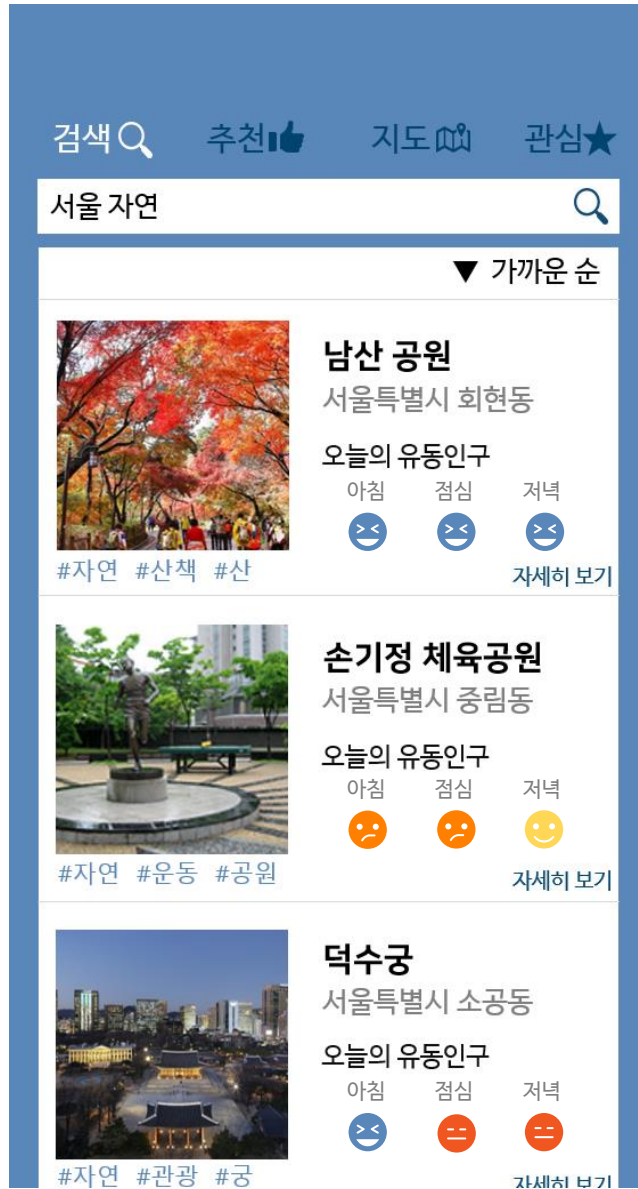 검색 추천 지도 관심
서울 자연
▼ 가까운 순
남산 공원
서울특별시 회현동
오늘의 유동인구
아침 점심 저녁
#자연 #산책 #산
자세히 보기
손기정 체육공원
서울특별시 중림동
오늘의 유동인구
아침 점심 저녁
#자연 #운동 #공원
자세히 보기
덕수궁
서울특별시 소공동
오늘의 유동인구
아침 점심 저녁
#자연 #관광 #궁
자세히 보기